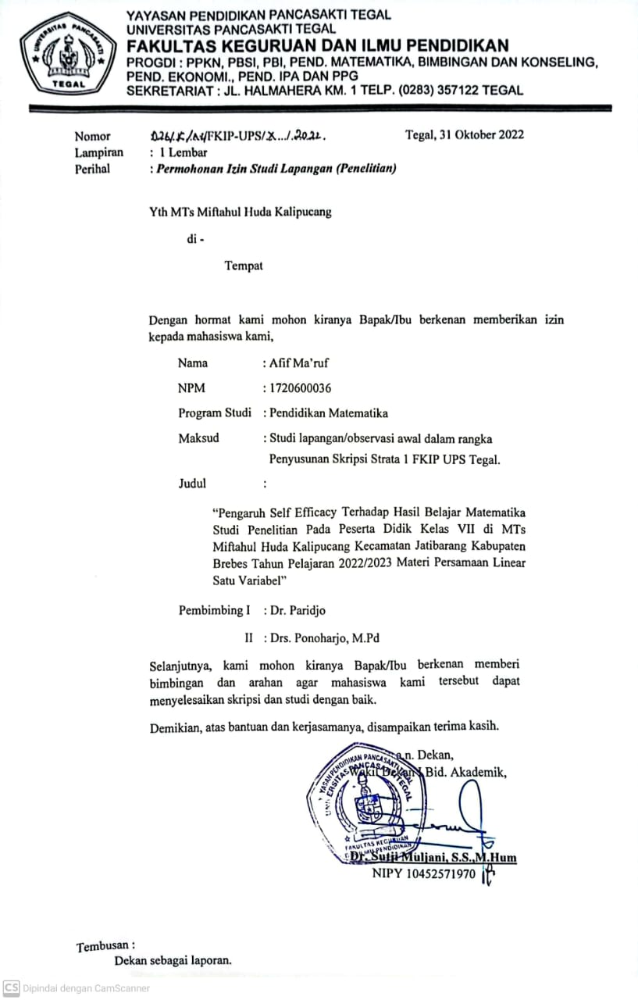 YAYASAN PENDIDIKAN PANCASAKTI TEGAL
UNIVERSITAS PANCASAKTI TEGAL
FAKULTAS KEGURUAN DAN ILMU PENDIDIKAN
PROGDI : PPKN, PBSI, PBI, PEND. MATEMATIKA, BIMBINGAN DAN KONSELING,
PEND. EKONOMI., PEND. IPA DAN PPG
SEKRETARIAT : JL. HALMAHERA KM. 1 TELP. (0283) 357122 TEGAL
UNIVERSITAS PANCASAKTI
TEGAL
Nomor FKIP-UPS/X.../.2022.
Tegal, 31 Oktober 2022
Lampiran : 1 Lembar
Perihal : Permohonan Izin Studi Lapangan (Penelitian)
Yth MTs Miftahul Huda Kalipucang
di -
Tempat
Dengan hormat kami mohon kiranya Bapak/Ibu berkenan memberikan izin
kepada mahasiswa kami,
Nama : Afif Ma'ruf
NPM : 1720600036
Program Studi : Pendidikan Matematika
Maksud : Studi lapangan/observasi awal dalam rangka
Penyusunan Skripsi Strata 1 FKIP UPS Tegal.
Judul :
“Pengaruh Self Efficacy Terhadap Hasil Belajar Matematika
Studi Penelitian Pada Peserta Didik Kelas VII di MTs
Miftahul Huda Kalipucang Kecamatan Jatibarang Kabupaten
Brebes Tahun Pelajaran 2022/2023 Materi Persamaan Linear
Satu Variabel”
Pembimbing I : Dr. Paridjo
II : Drs. Ponoharjo, M.Pd
Selanjutnya, kami mohon kiranya Bapak/Ibu berkenan memberi
bimbingan dan arahan agar mahasiswa kami tersebut dapat
menyelesaikan skripsi dan studi dengan baik.
Demikian, atas bantuan dan kerjasamanya, disampaikan terima kasih.
a.n. Dekan,
Wakil Dekan I Bid. Akademik,
YAYASAN PENDIDIKAN PANCASAKTI TEGAL
UNIVERSITAS PANCASAKTI TEGAL
FAKULTAS KEGURUAN
DAN ILMU PENDIDIKAN
Dr. Sutji Muljani, S.S.,M.Hum
NIPY 10452571970
Tembusan :
Dekan sebagai laporan.
CS Dipindai dengan CamScanner